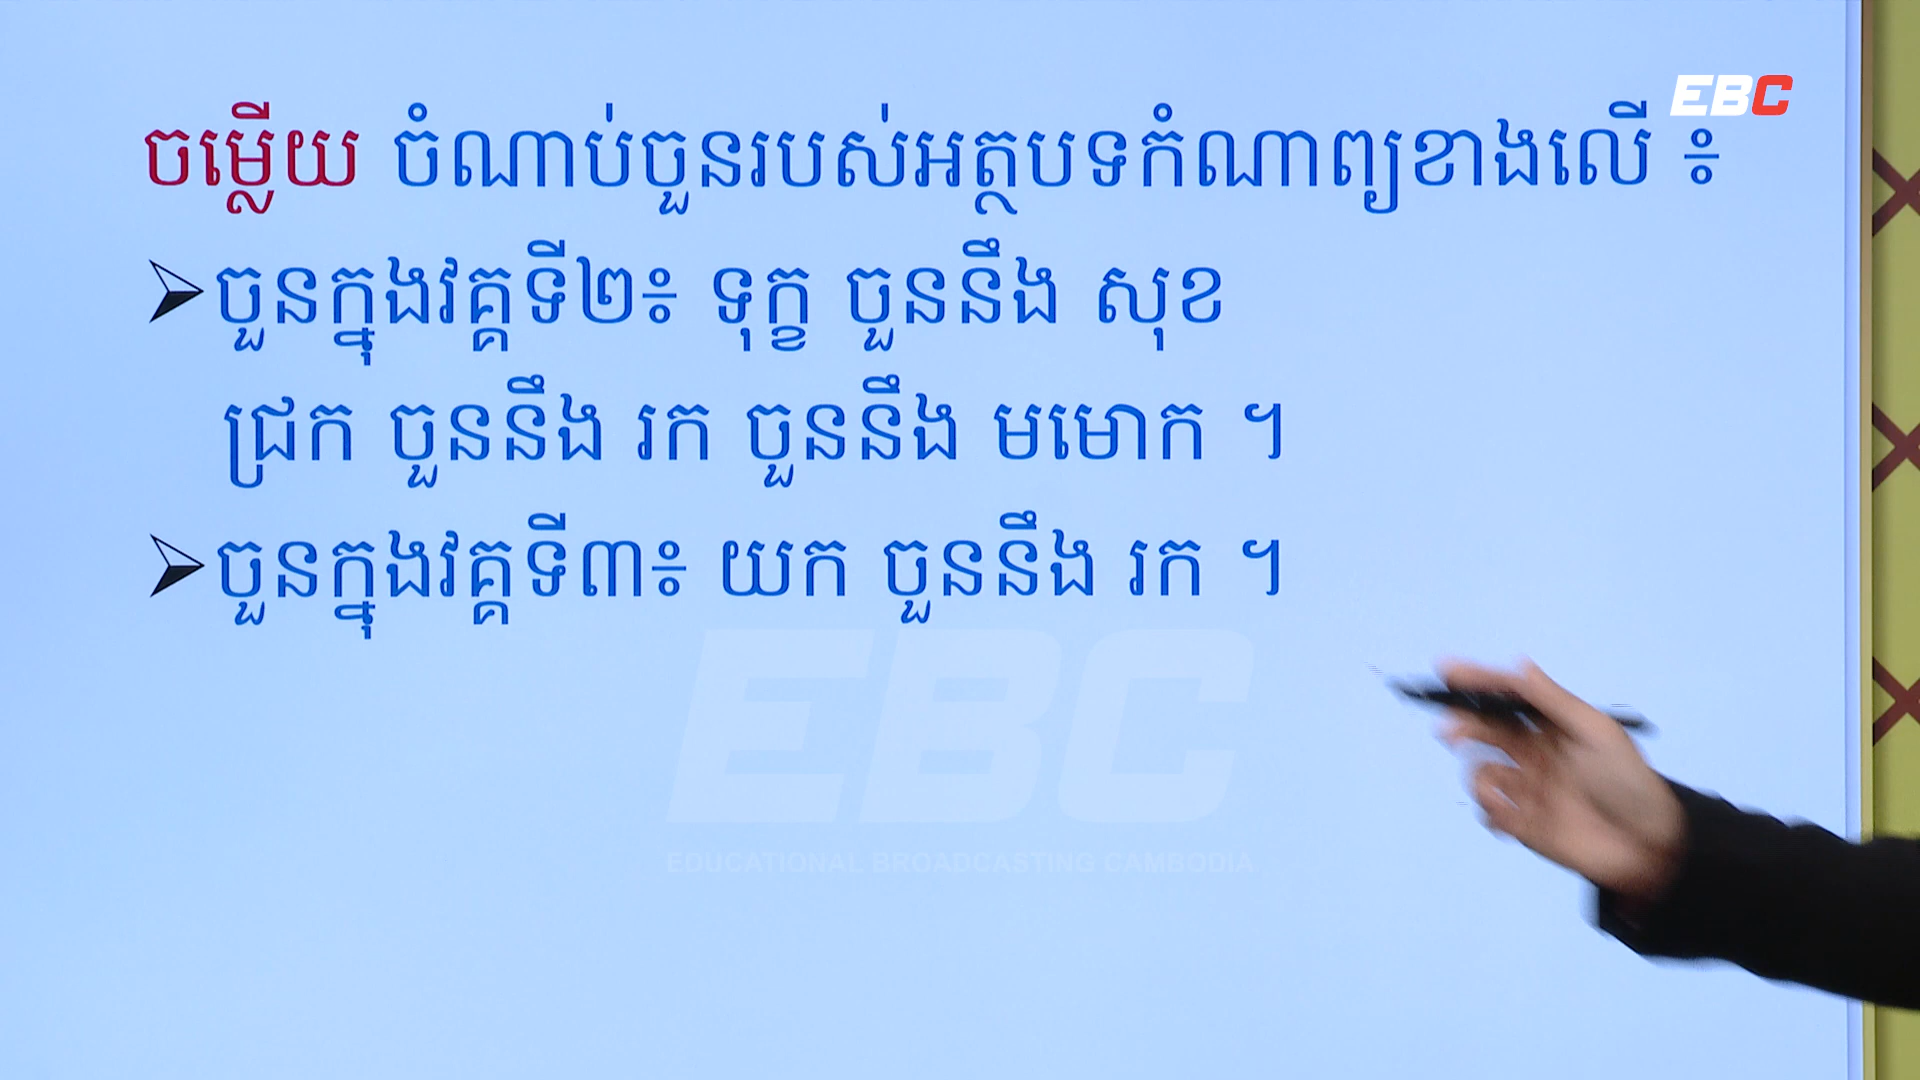 EBC
ចម្លើយ ចំណាប់ចួនរបស់អត្ថបទកំណាព្យខាងលើ ៖
ចួនក្នុងវគ្គទី២៖ ទុក្ខ ចួននឹង សុខ
ជ្រក ចួននឹង រក ចួននឹង មមោក ។
ចួនក្នុងវគ្គទី៣៖ យក ចួននឹង រក ។
EBC
EDUCATIONAL BROADCASTING CAMBODIA